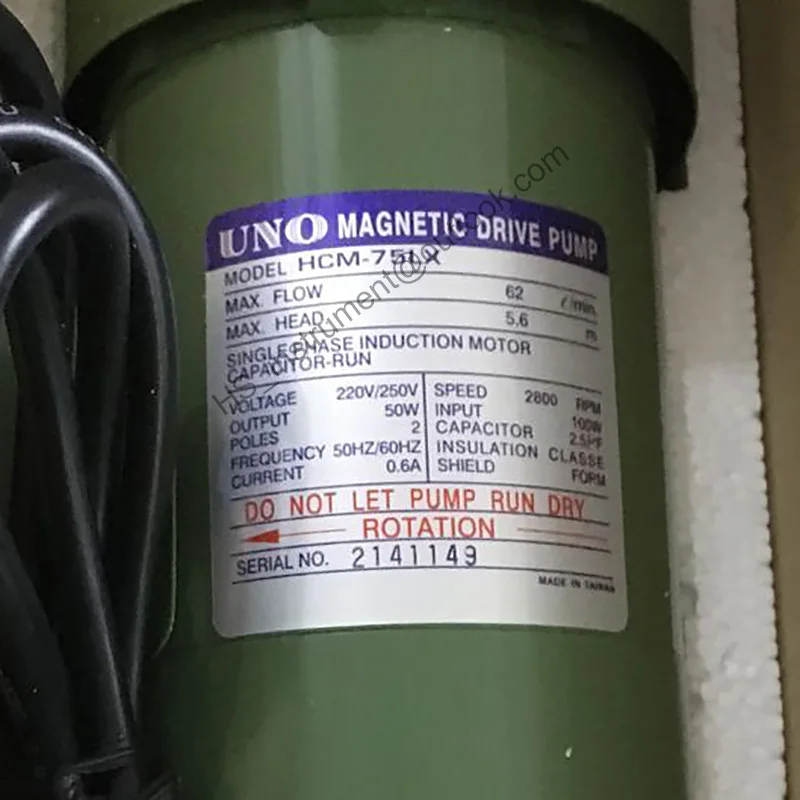 UNO MAGNETIC DRIVE PUMP
MODEL HCM-75LX
MAX. FLOW 62 ℓ/min.
MAX. HEAD 5.6 m
SINGLE PHASE INDUCTION MOTOR
CAPACITOR-RUN
VOLTAGE 220V/250V
OUTPUT 50W
POLES 2
FREQUENCY 50HZ/60HZ
CURRENT 0.6A
SPEED 2800 RPM
INPUT 100W
CAPACITOR 2.5μF
INSULATION CLASSE
SHIELD FORM
DO NOT LET PUMP RUN DRY
ROTATION
SERIAL NO. 2141149
MADE IN TAIWAN